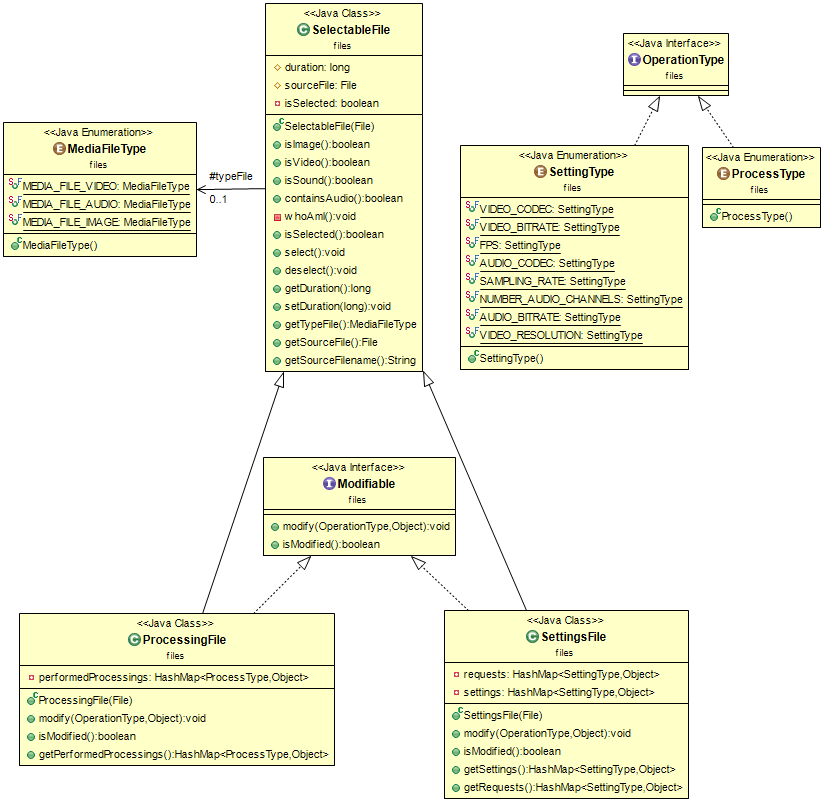 <<Java Class>>
SelectableFile
files
duration: long
sourceFile: File
isSelected: boolean
SelectableFile(File)
isImage():boolean
isVideo():boolean
isSound():boolean
containsAudio():boolean
whoAmI():void
isSelected():boolean
select():void
deselect():void
getDuration():long
setDuration(long):void
getTypeFile():MediaFileType
getSourceFile():File
getSourceFilename():String
<<Java Interface>>
OperationType
files
<<Java Enumeration>>
MediaFileType
files
MEDIA_FILE_VIDEO: MediaFileType
MEDIA_FILE_AUDIO: MediaFileType
MEDIA_FILE_IMAGE: MediaFileType
MediaFileType()
#typeFile
0..1
<<Java Enumeration>>
SettingType
files
VIDEO_CODEC: SettingType
VIDEO_BITRATE: SettingType
FPS: SettingType
AUDIO_CODEC: SettingType
SAMPLING_RATE: SettingType
NUMBER_AUDIO_CHANNELS: SettingType
AUDIO_BITRATE: SettingType
VIDEO_RESOLUTION: SettingType
SettingType()
<<Java Enumeration>>
ProcessType
files
ProcessType()
<<Java Interface>>
Modifiable
files
modify(OperationType,Object):void
isModified():boolean
<<Java Class>>
ProcessingFile
files
performedProcessings: HashMap<ProcessType,Object>
ProcessingFile(File)
modify(OperationType,Object):void
isModified():boolean
getPerformedProcessings():HashMap<ProcessType,Object>
<<Java Class>>
SettingsFile
files
requests: HashMap<SettingType,Object>
settings: HashMap<SettingType,Object>
SettingsFile(File)
modify(OperationType,Object):void
isModified():boolean
getSettings():HashMap<SettingType,Object>
getRequests():HashMap<SettingType,Object>